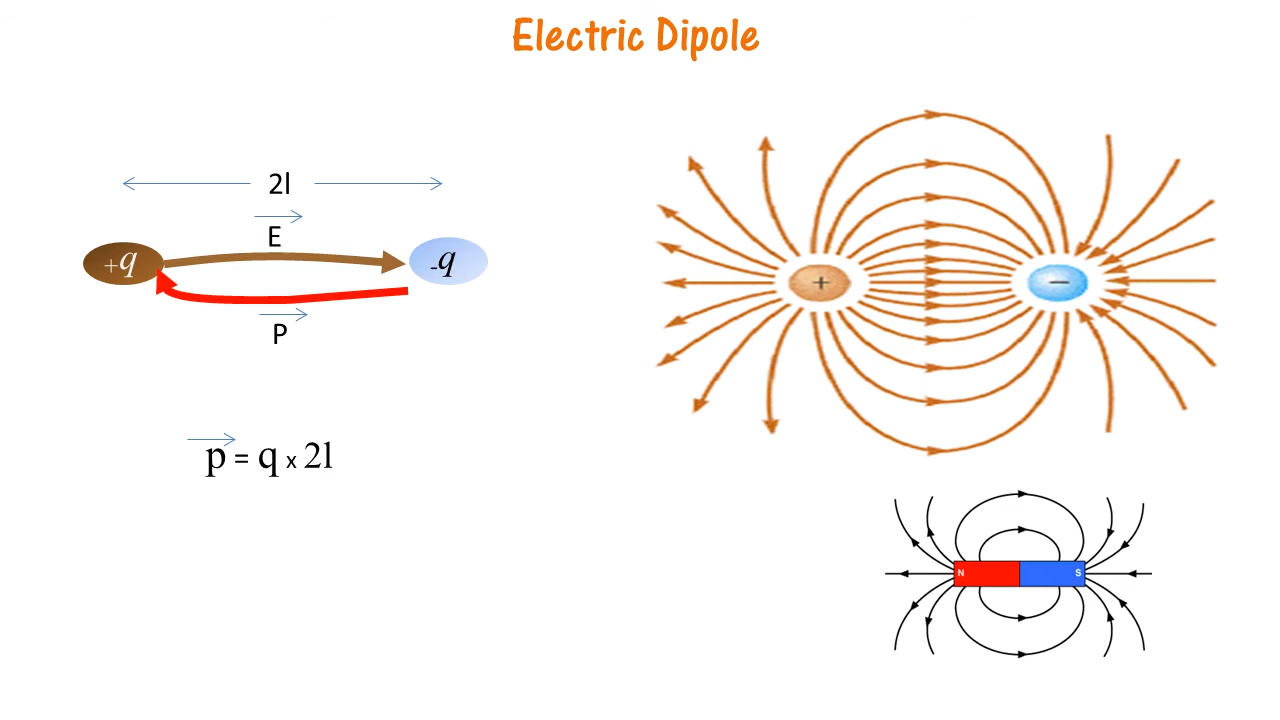 Electric Dipole
2l
E
+q
-q
P
p = q x 2l
+
−
N
S